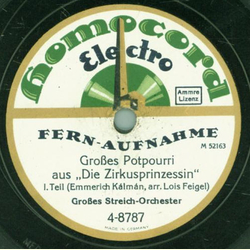 Homocord
Electro
Ammre
Lizenz
FERN-AUFNAHME
M 52163
Großes Potpourri
aus „Die Zirkusprinzessin"
I. Teil (Emmerich Kálmán, arr. Lois Feigel)
Großes Streich-Orchester
4-8787
MADE IN GERMANY